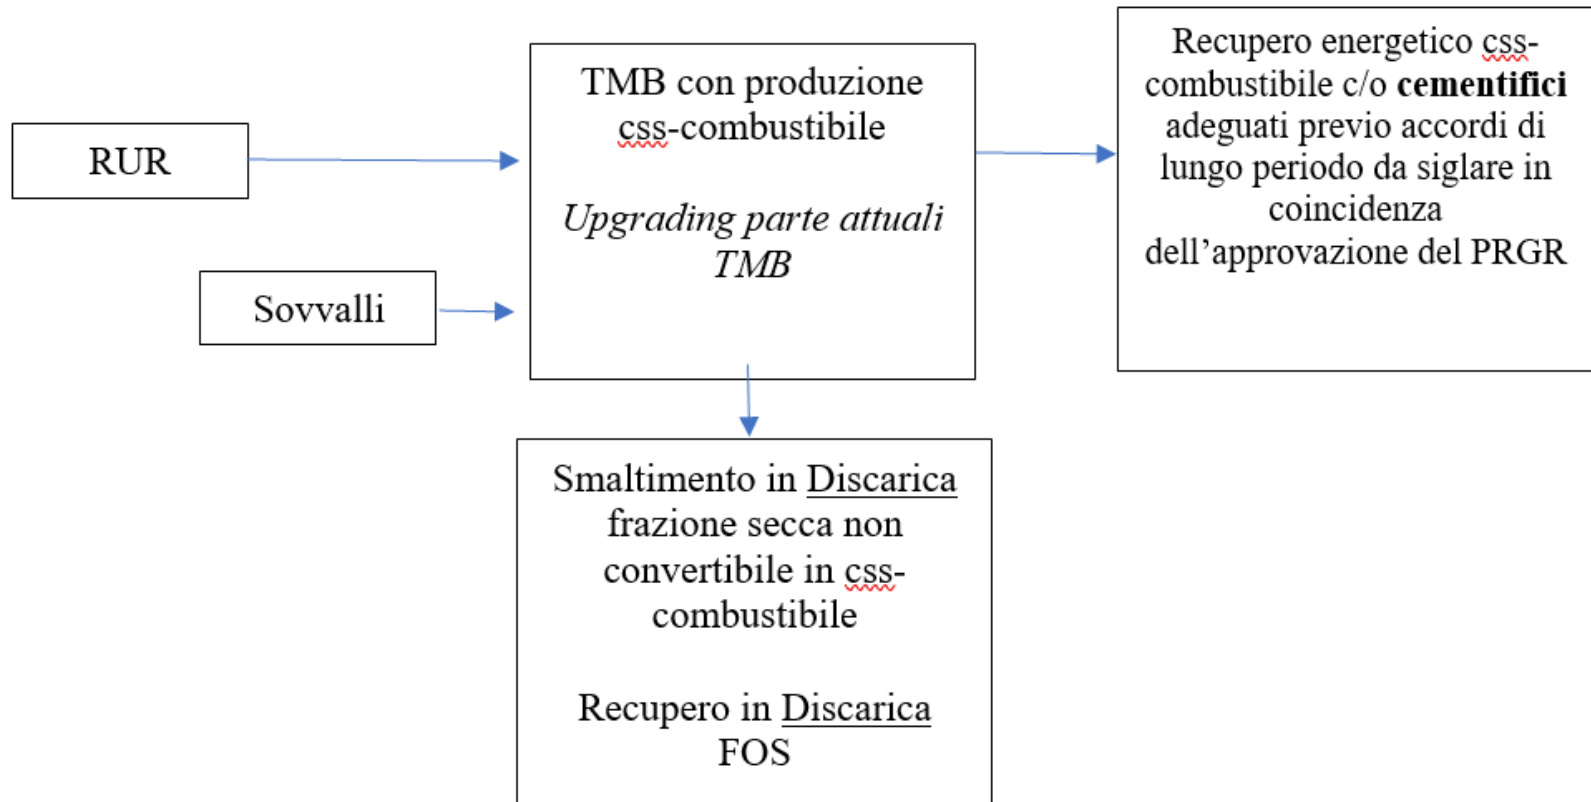 RUR
Sovvalli
TMB con produzione
css-combustibile
Upgrading parte attuali
TMB
Recupero energetico css-
combustibile c/o cementifici
adeguati previo accordi di
lungo periodo da siglare in
coincidenza
dell’approvazione del PRGR
Smaltimento in Discarica
frazione secca non
convertibile in css-
combustibile
Recupero in Discarica
FOS